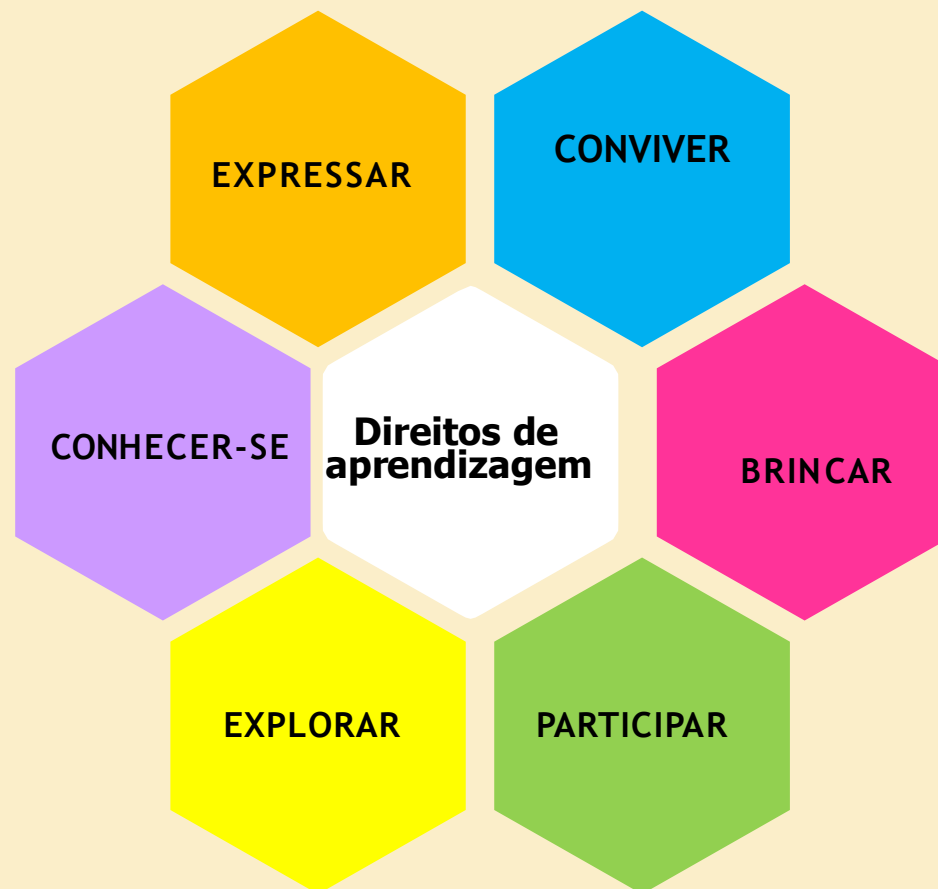 EXPRESSAR
CONVIVER
CONHECER-SE
Direitos de
aprendizagem
BRINCAR
EXPLORAR
PARTICIPAR